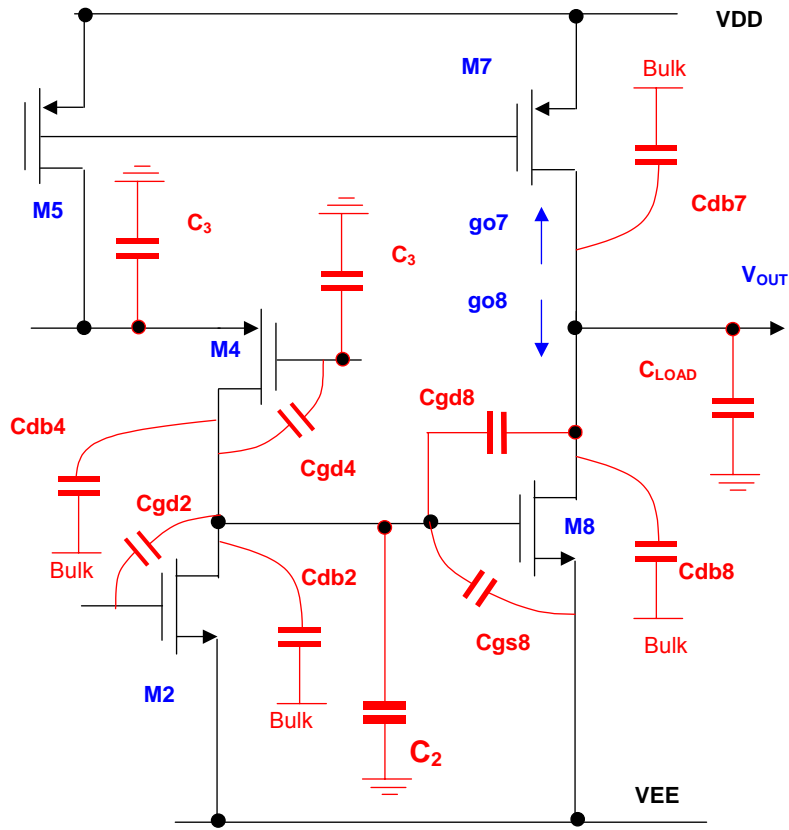 VDD
M7
Bulk
M5
C3
C3
Cdb7
go7
VOUT
go8
M4
CLOAD
Cgd8
Cdb4
Cgd4
Cgd2
M8
Cdb2
Cdb8
Bulk
Cgs8
Bulk
M2
Bulk
C2
VEE